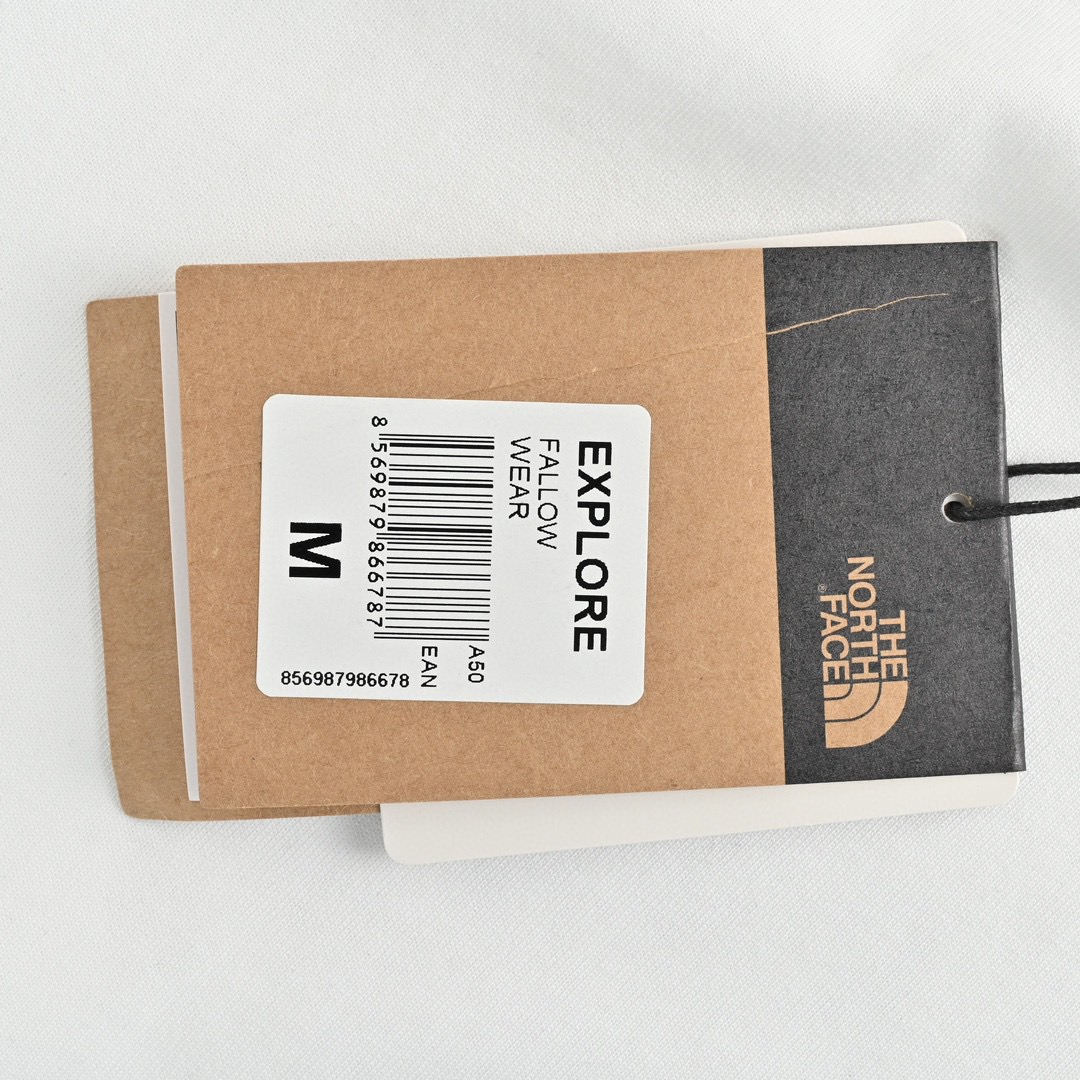 THE
NORTH
FACE®
EXPLORE
FALLOW
WEAR
A50
EAN
8 569879 866787
856987986678
M